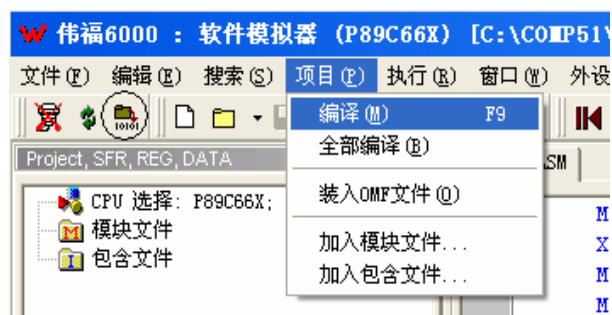 伟福6000 : 软件模拟器 (P89C66X) [C:\COMP51\
文件(F) 编辑(E) 搜索(S) 项目(P) 执行(R) 窗口(W) 外设
编译(M) F9
全部编译(B)
装入OMF文件(O)
加入模块文件...
加入包含文件...
10101
Project, SFR, REG, DATA
SM
CPU 选择: P89C66X;
M 模块文件
I 包含文件
M
X
M
M